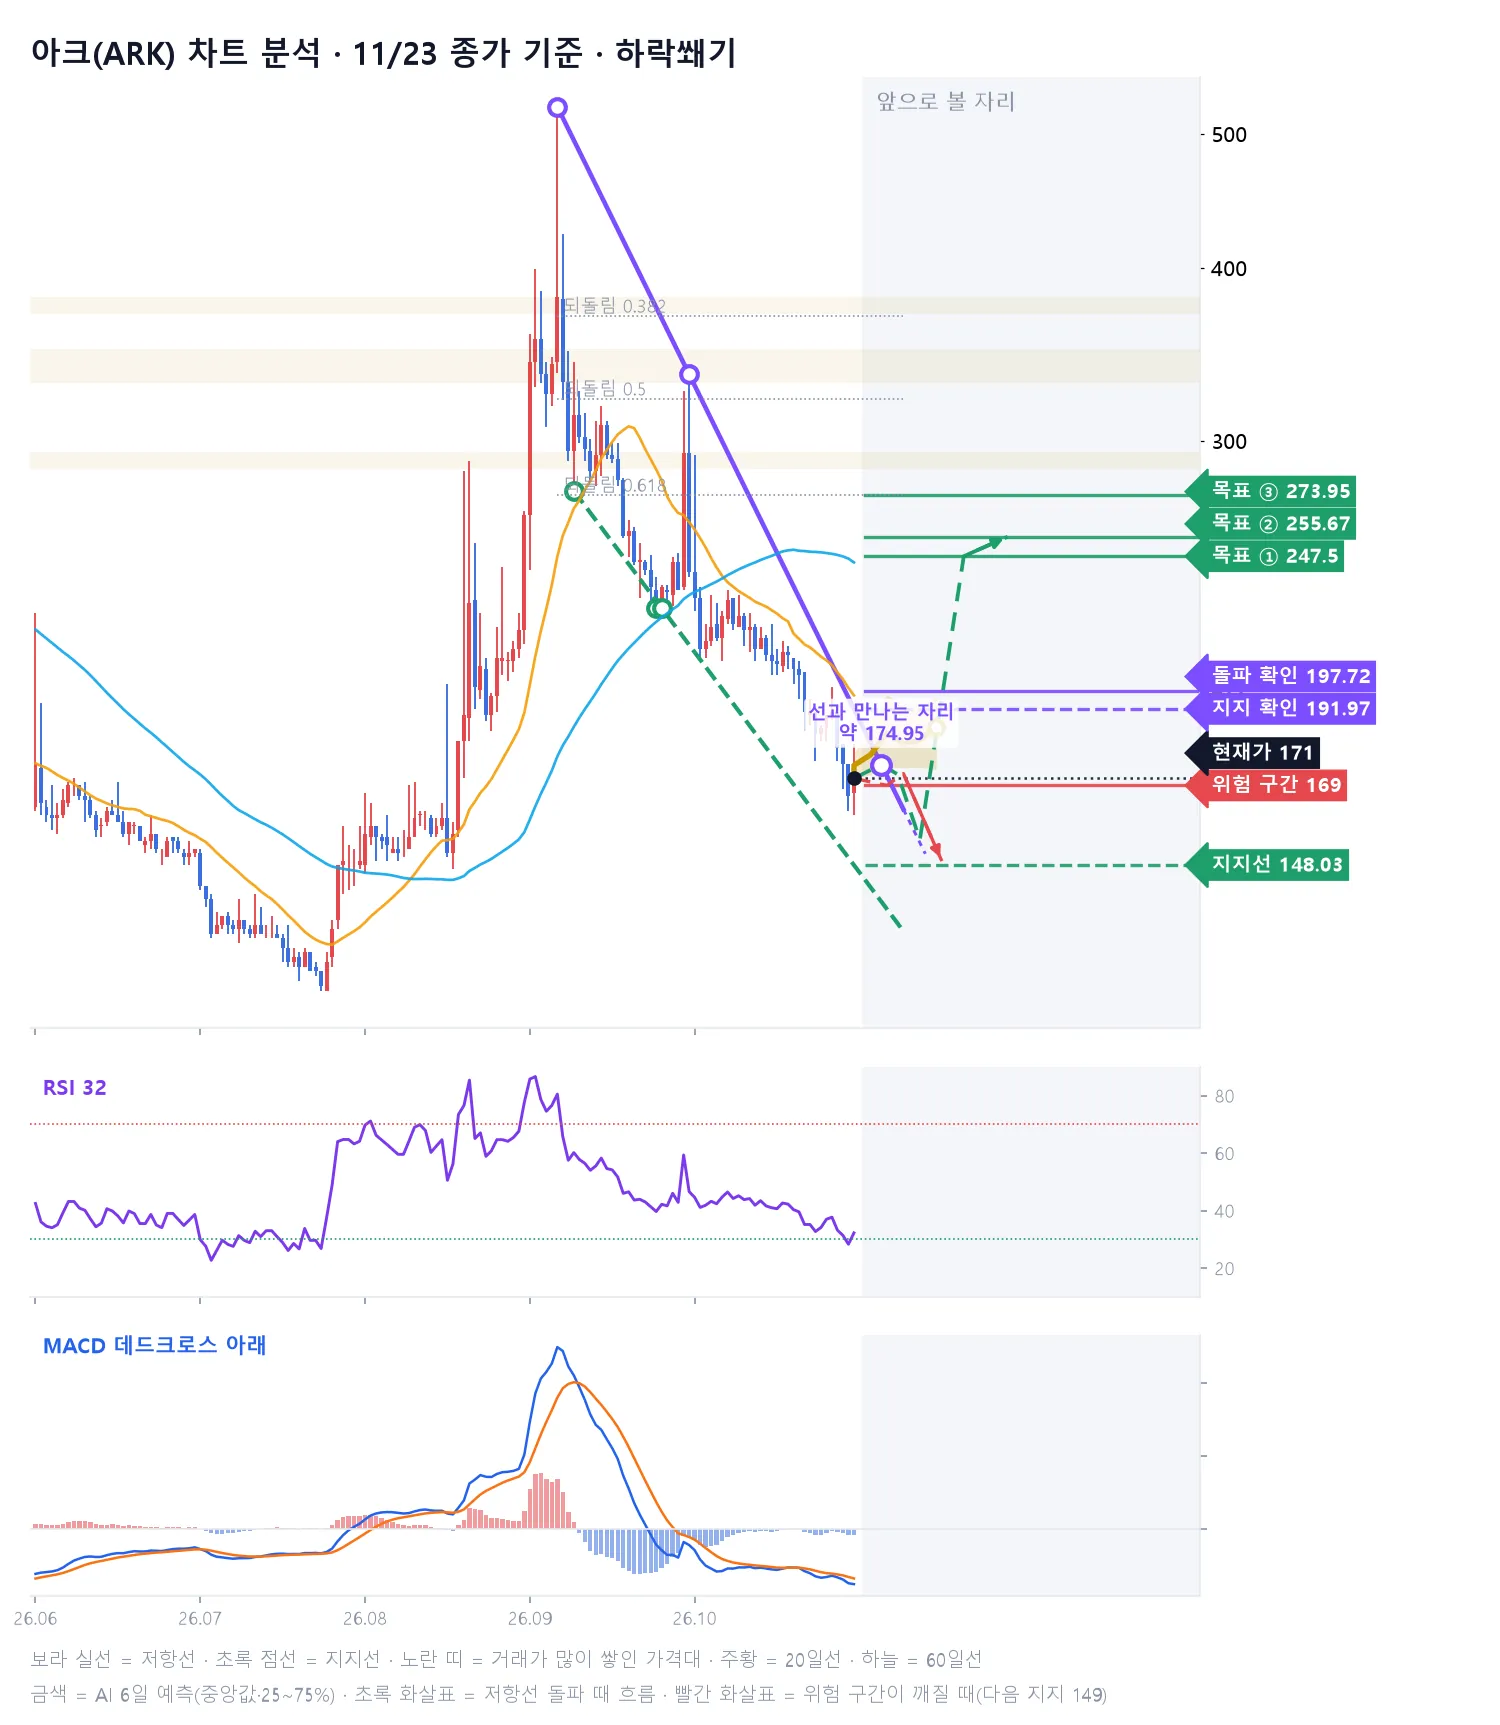 아크(ARK) 차트 분석 · 11/23 종가 기준 · 하락쐐기
앞으로 볼 자리
500
400
되돌림 0.382
되돌림 0.5
300
되돌림 0.618
목표 ③ 273.95
목표 ② 255.67
목표 ① 247.5
돌파 확인 197.72
지지 확인 191.97
선과 만나는 자리
약 174.95
현재가 171
위험 구간 169
지지선 148.03
RSI 32
80
60
40
20
MACD 데드크로스 아래
26.06
26.07
26.08
26.09
26.10
보라 실선 = 저항선 · 초록 점선 = 지지선 · 노란 띠 = 거래가 많이 쌓인 가격대 · 주황 = 20일선 · 하늘 = 60일선
금색 = AI 6일 예측(중앙값·25~75%) · 초록 화살표 = 저항선 돌파 때 흐름 · 빨간 화살표 = 위험 구간이 깨질 때(다음 지지 149)